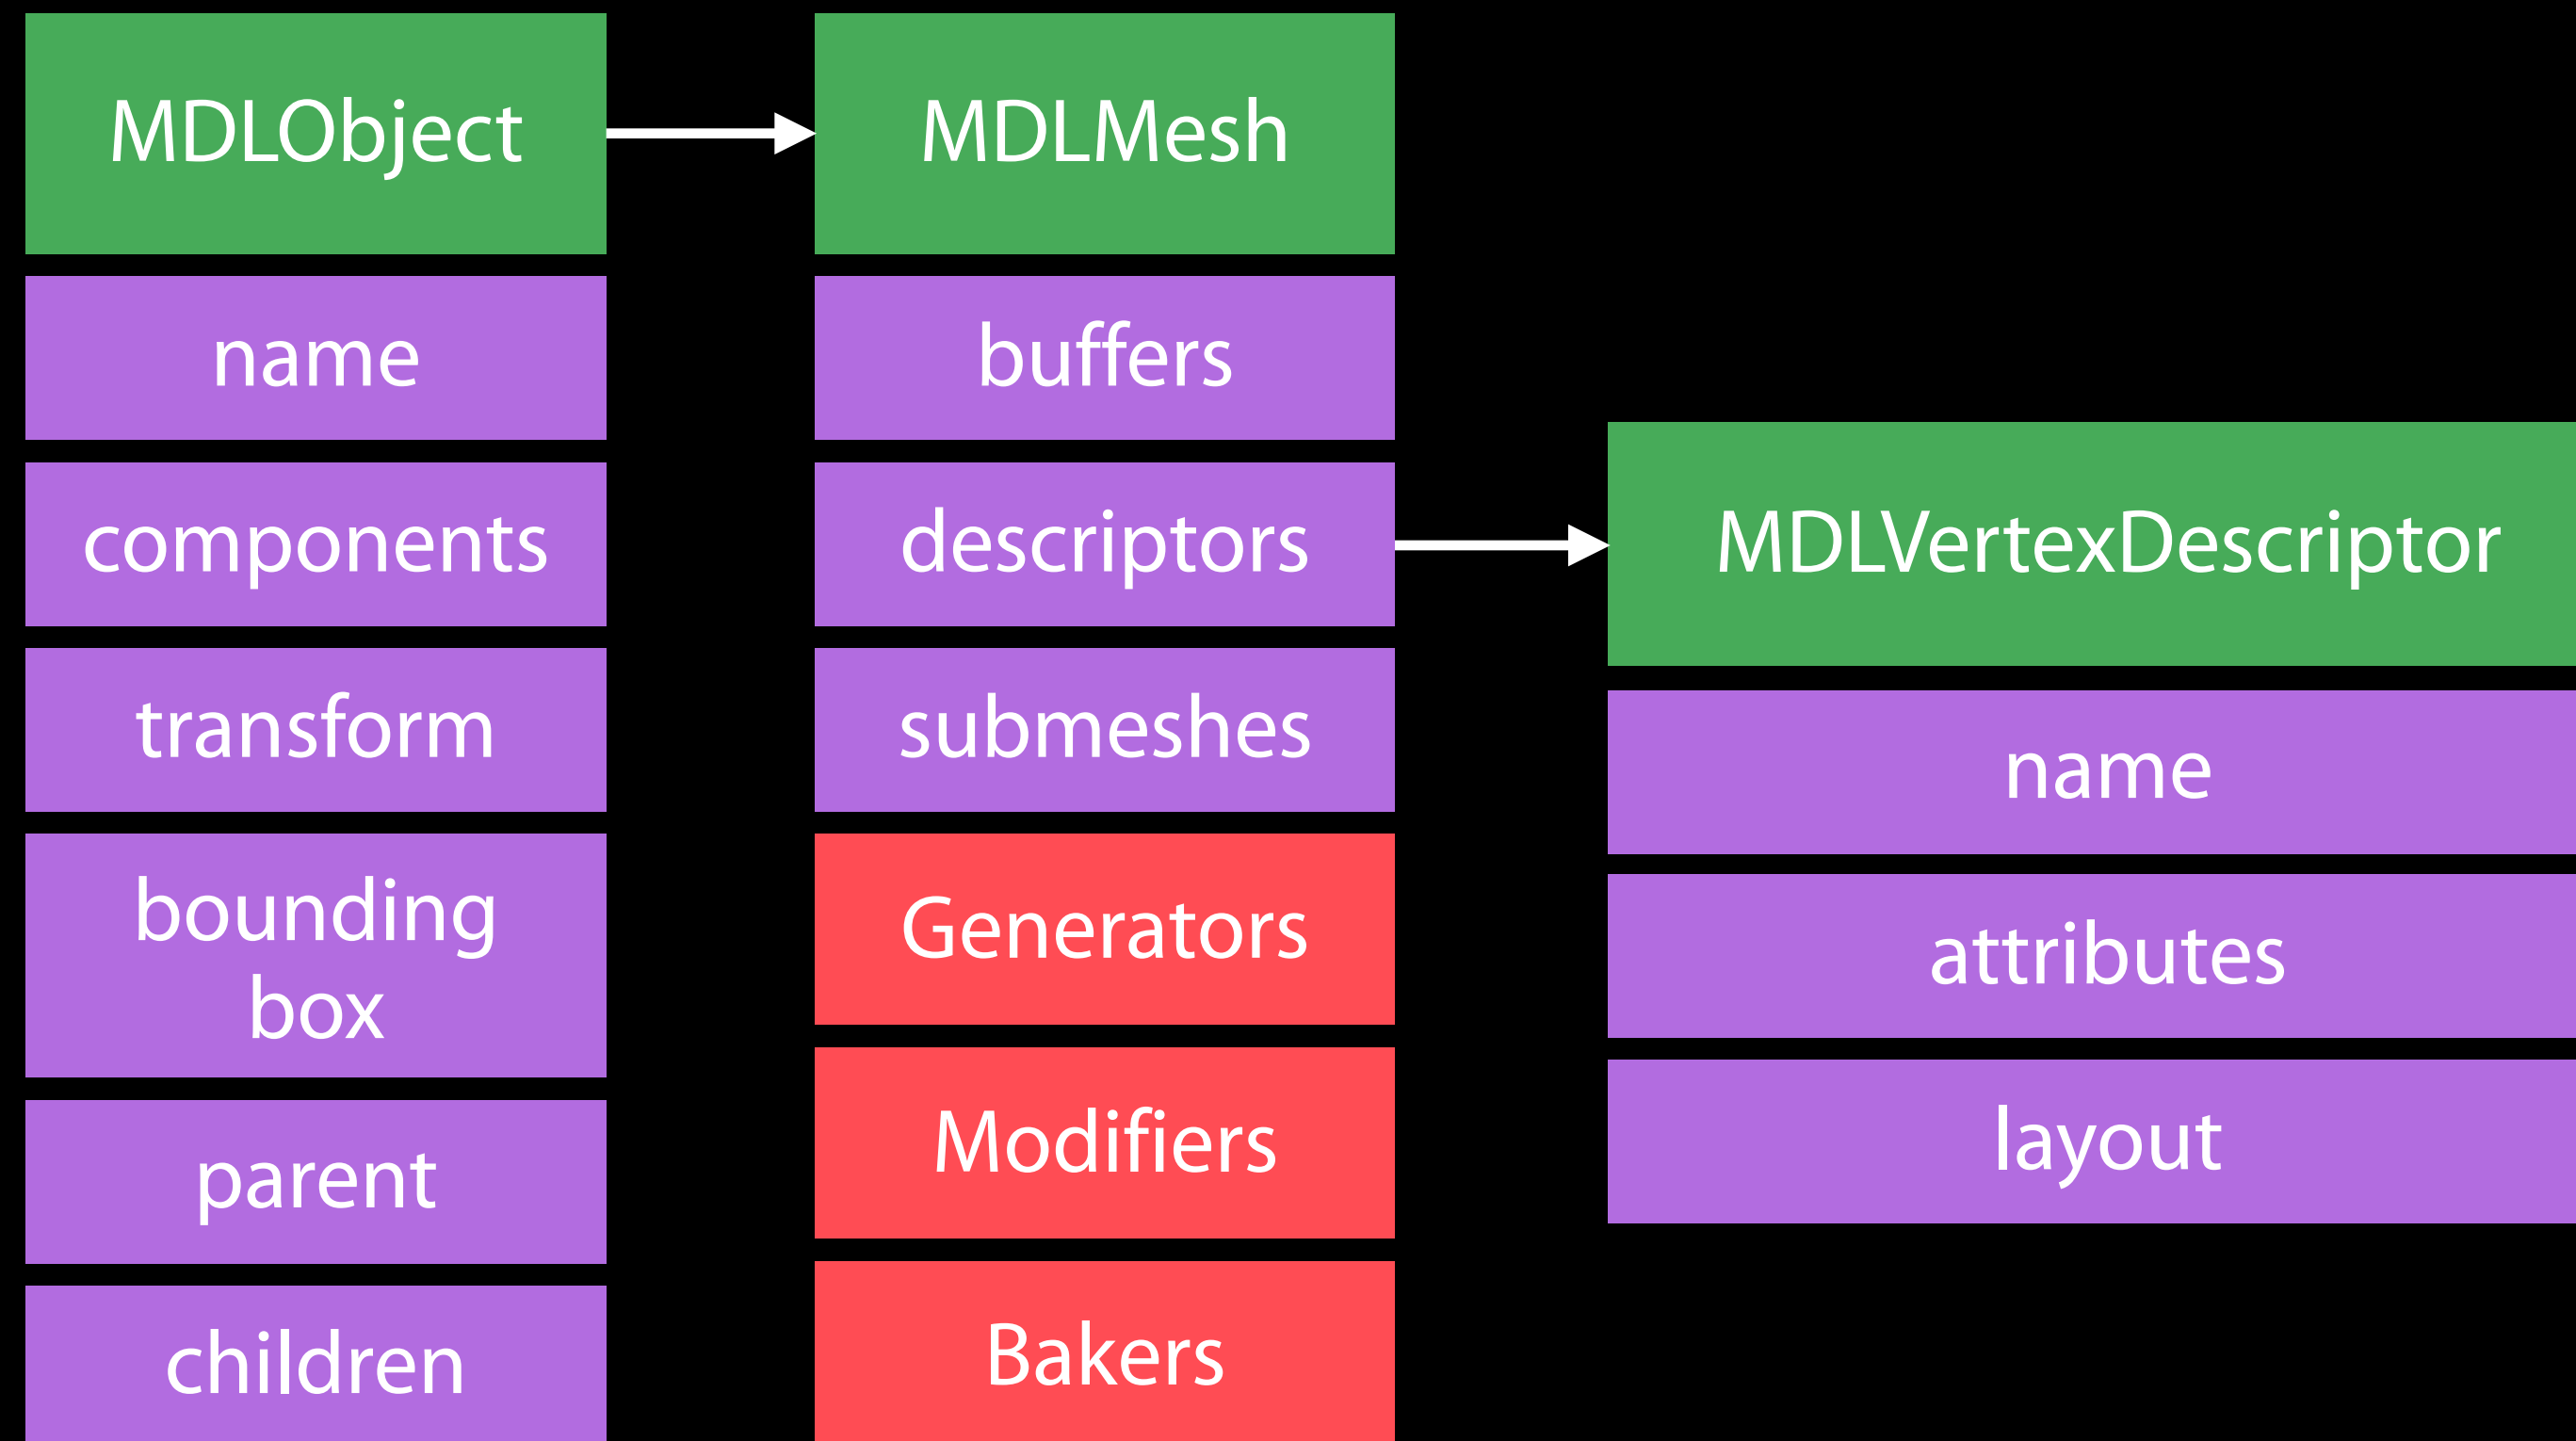 MDLObject
name
components
transform
bounding
box
parent
children
MDLMesh
buffers
descriptors
submeshes
Generators
Modifiers
Bakers
MDLVertexDescriptor
name
attributes
layout